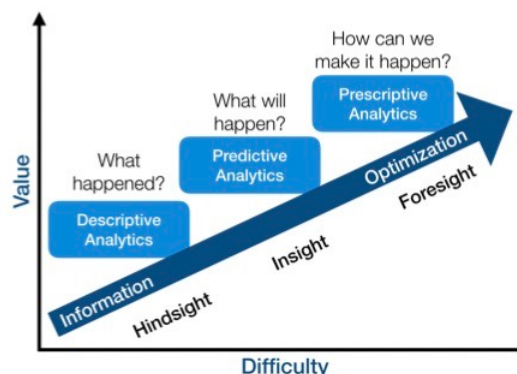 How can we
make it happen?
Prescriptive
Analytics
What will
happen?
Predictive
Analytics
What
happened?
Descriptive
Analytics
Value
Information
Optimization
Hindsight
Insight
Foresight
Difficulty